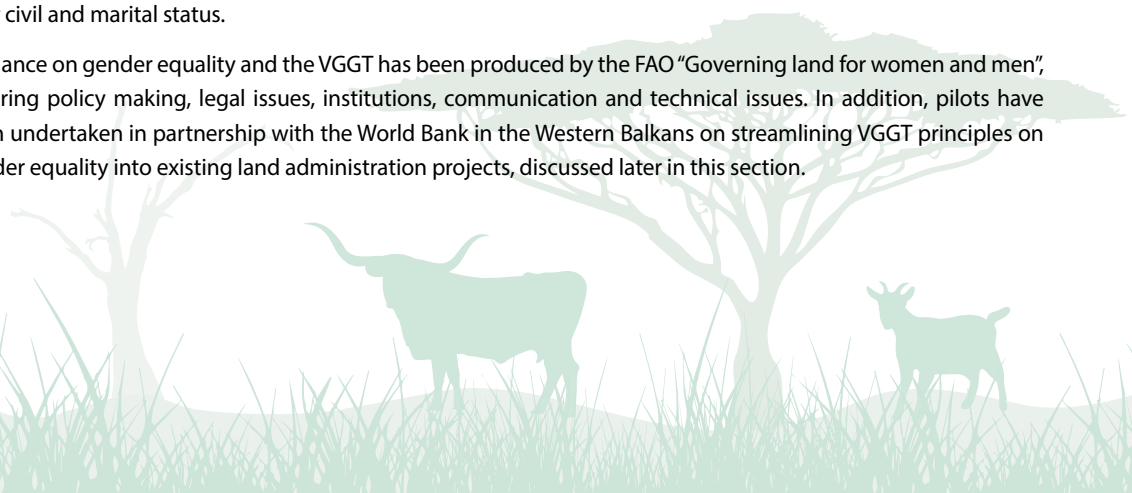 civil and marital status.
ance on gender equality and the VGGT has been produced by the FAO “Governing land for women and men”,
ring policy making, legal issues, institutions, communication and technical issues. In addition, pilots have
undertaken in partnership with the World Bank in the Western Balkans on streamlining VGGT principles on
der equality into existing land administration projects, discussed later in this section.